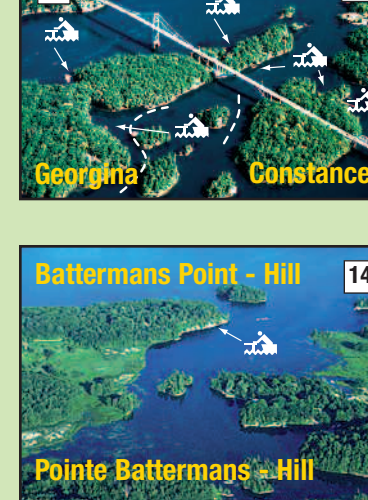 Georgina
Constance
Battermans Point - Hill
14
Pointe Battermans - Hill